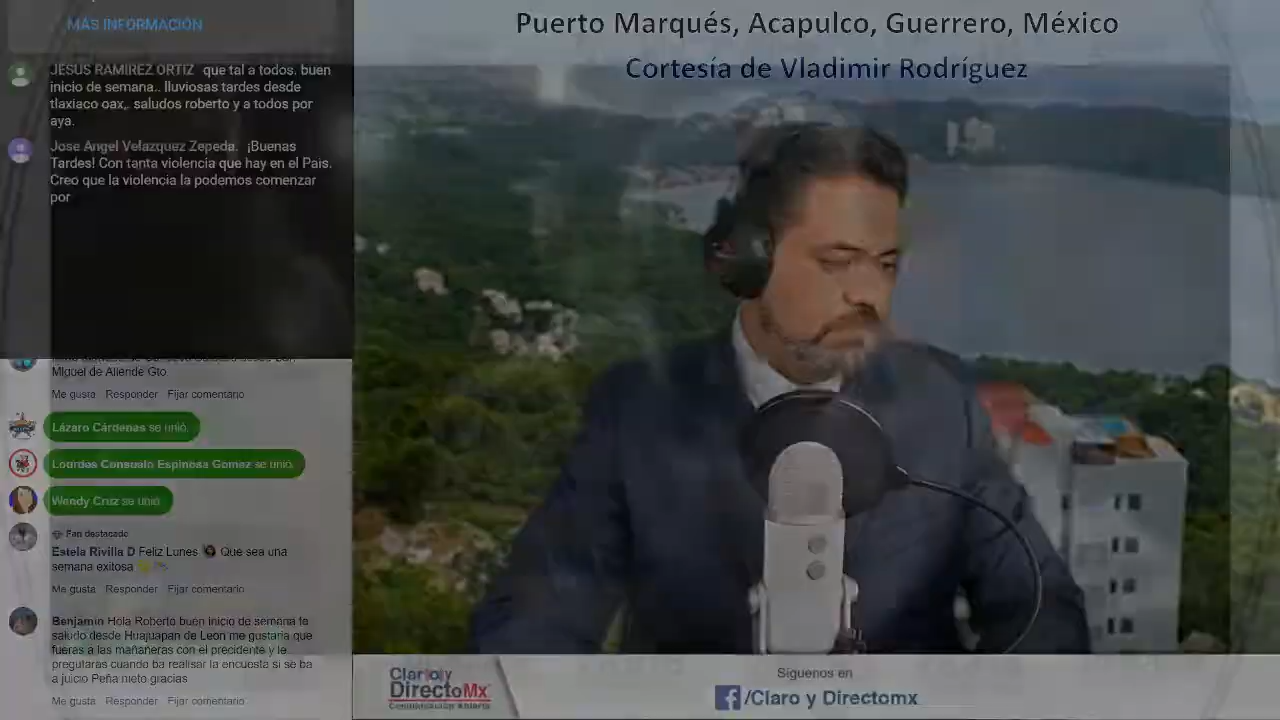 MÁS INFORMACIÓN
JESUS RAMIREZ ORTIZ que tal a todos. buen
inicio de semana.. lluviosas tardes desde
tlaxiaco oax,. saludos roberto y a todos por
aya.
Jose Angel Velazquez Zepeda. ¡Buenas
Tardes! Con tanta violencia que hay en el Pais.
Creo que la violencia la podemos comenzar
por
Miguel de Allende Gto
Me gusta Responder Fijar comentario
Lázaro Cárdenas se unió.
Lourdes Consuelo Espinosa Gomez se unió.
Wendy Cruz se unió.
Fan destacado
Estela Rivilla D Feliz Lunes Que sea una
semana exitosa
Me gusta Responder Fijar comentario
Benjamin Hola Roberto buen inicio de semana te
saludo desde Huajuapan de Leon me gustaria que
fueras a las mañaneras con el precidente y le
pregutaras cuando ba realisar la encuosta si se ba
a juicio Peña nieto gracias
Me gusta Responder Fijar comentario
Puerto Marqués, Acapulco, Guerrero, México
Cortesía de Vladimir Rodríguez
Claro y
DirectoMx
Comunicación Abierta
Síguenos en
/Claro y Directomx